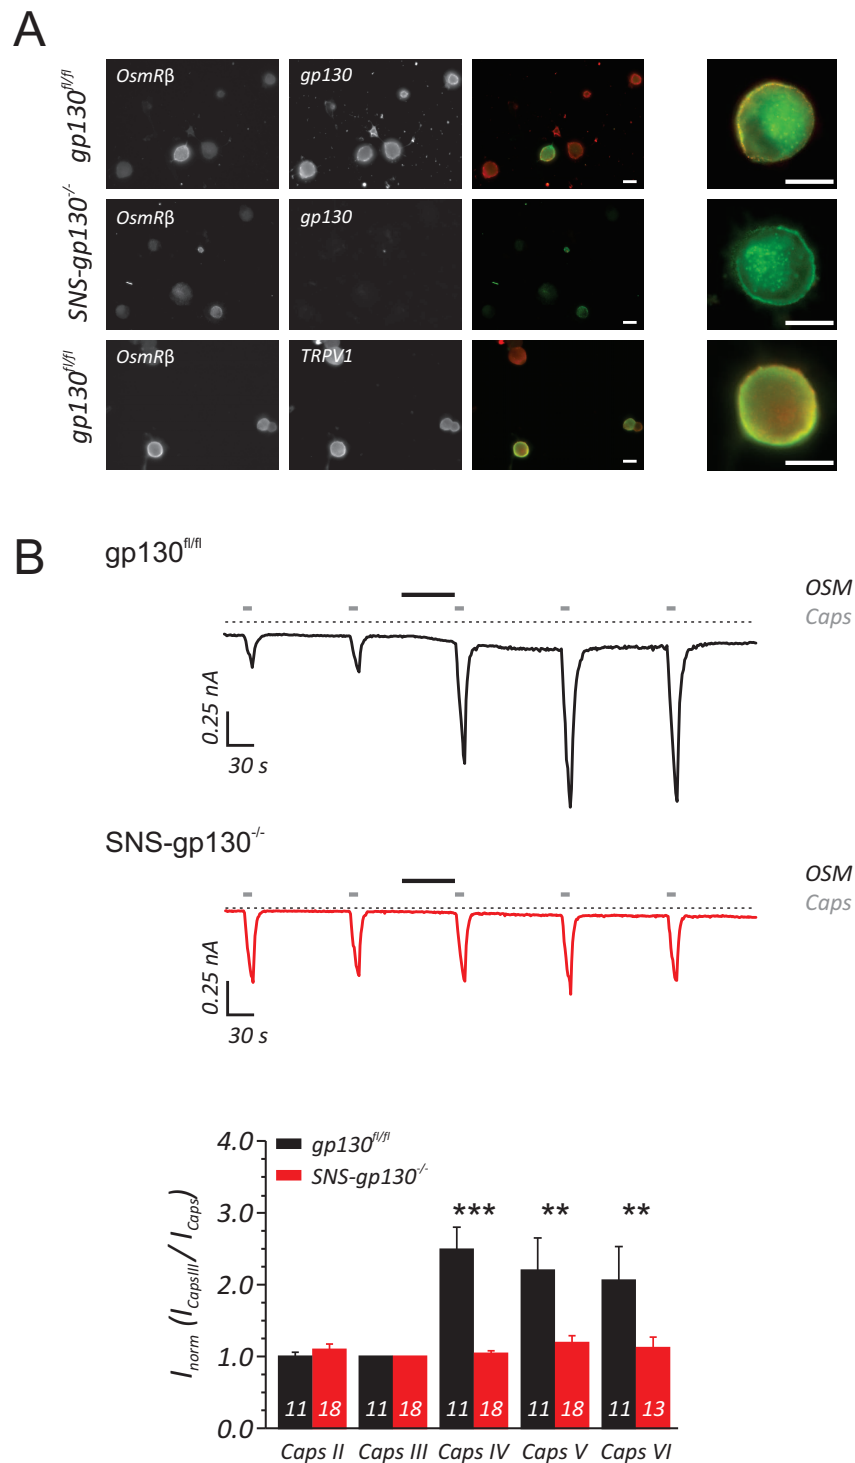 A
gp130fl/fl
OsmRβ
gp130
SNS-gp130-/-
OsmRβ
gp130
gp130fl/fl
OsmRβ
TRPV1
B
gp130fl/fl
OSM
Caps
0.25 nA
30 s
SNS-gp130-/-
OSM
Caps
0.25 nA
30 s
Inorm (ICapsIII / ICaps)
4.0
3.0
2.0
1.0
0.0
gp130fl/fl
SNS-gp130-/-
*** ** **
11 18 11 18 11 18 11 18 11 13
Caps II Caps III Caps IV Caps V Caps VI